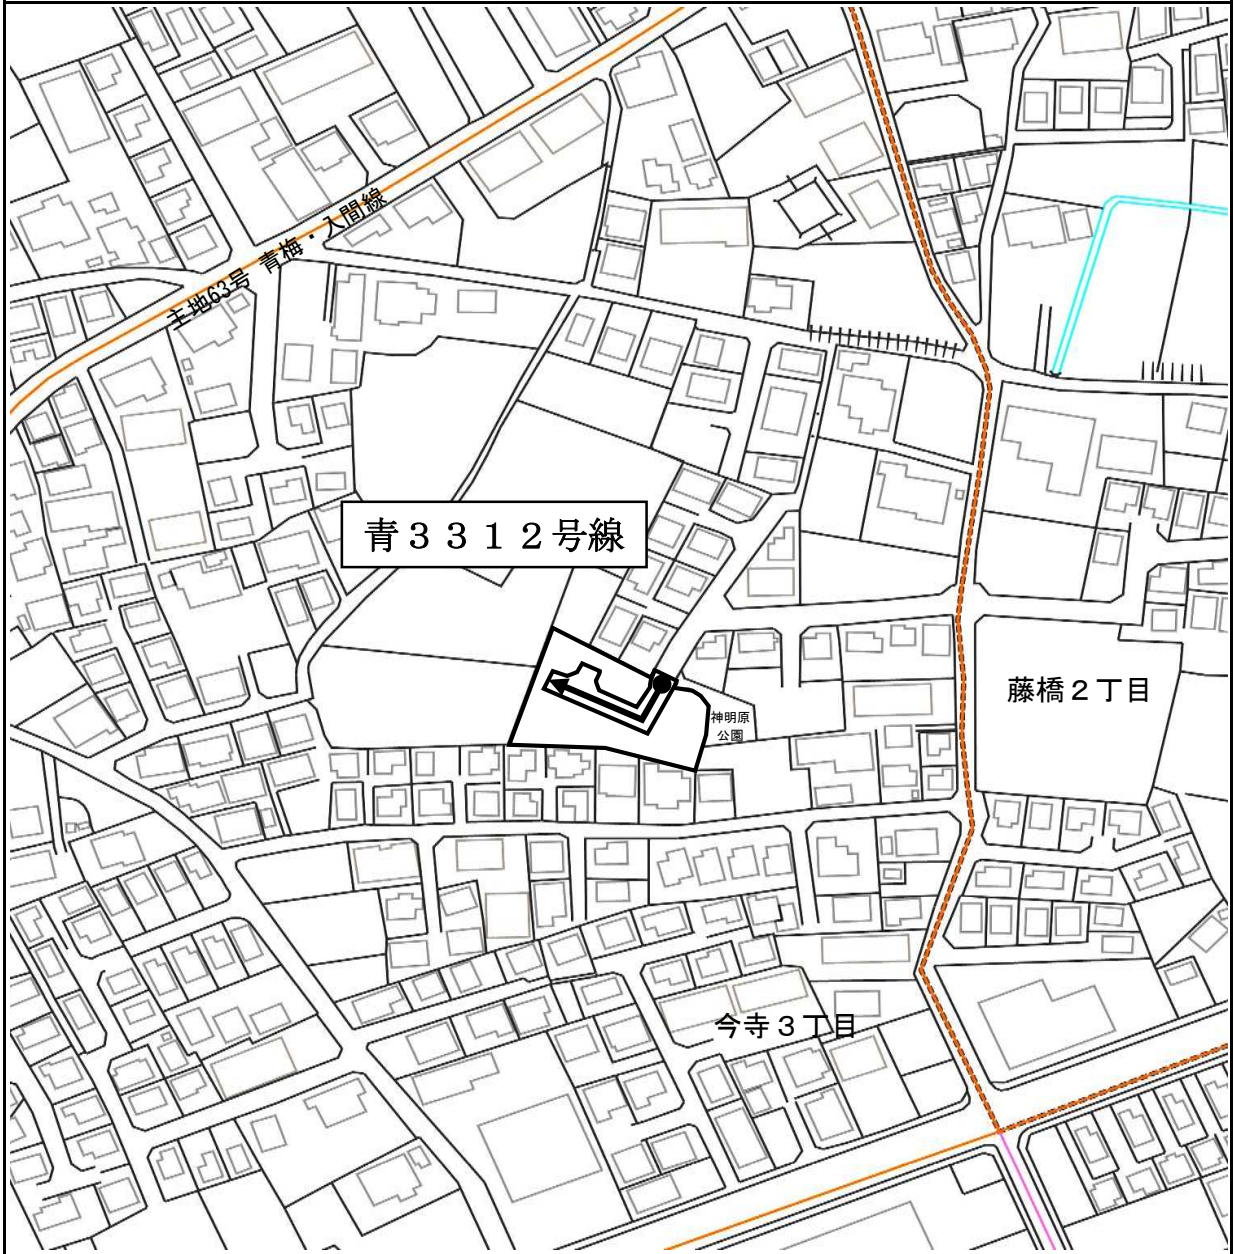 主地63号 青梅・入間線
青３３１２号線
藤橋２丁目
神明原
公園
今寺３丁目